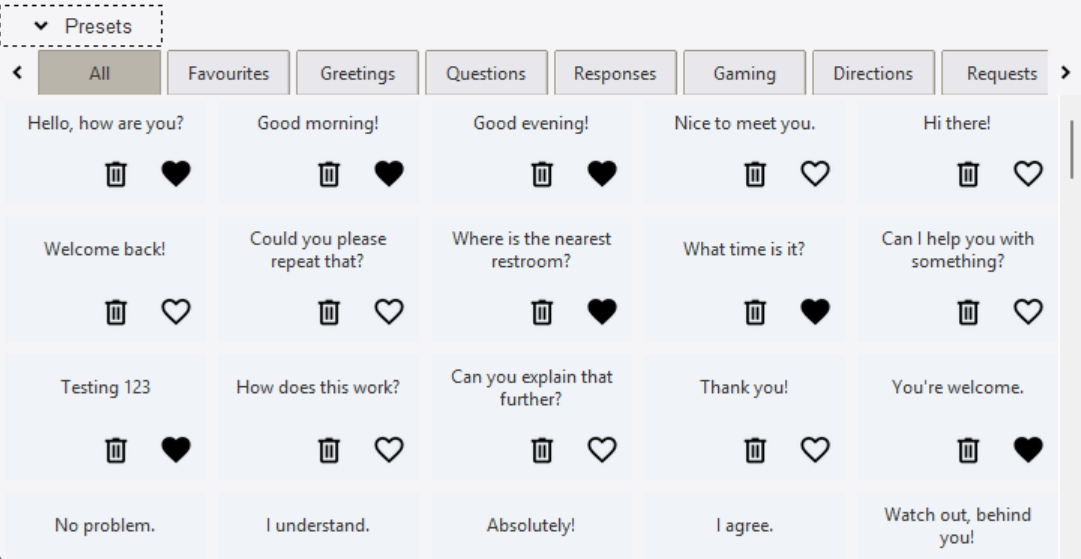 Presets
All Favourites Greetings Questions Responses Gaming Directions Requests
Hello, how are you? Good morning! Good evening! Nice to meet you. Hi there!
Welcome back!
Could you please
repeat that?
Where is the nearest
restroom?
What time is it?
Can I help you with
something?
Testing 123
How does this work?
Can you explain that
further?
Thank you!
You're welcome.
No problem.
I understand.
Absolutely!
I agree.
Watch out, behind
you!